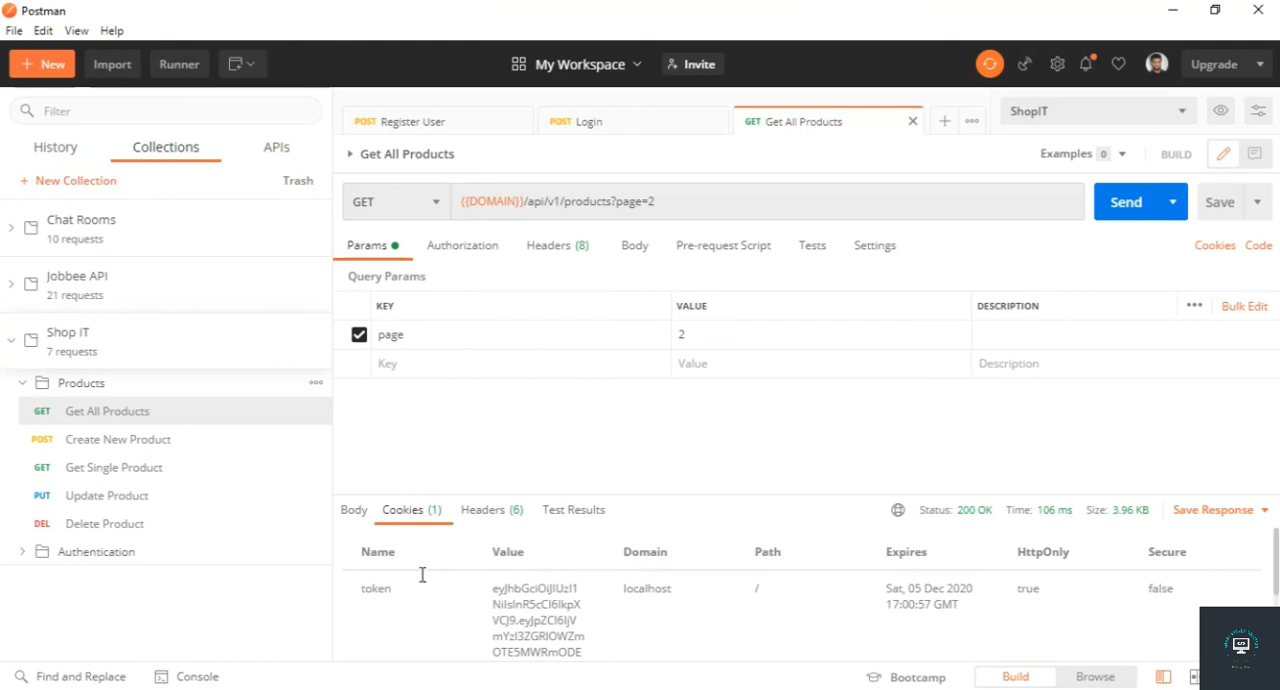 Postman
File Edit View Help
+ New Import Runner My Workspace Invite Upgrade
Filter
History Collections APIs
+ New Collection Trash
Chat Rooms
10 requests
Jobbee API
21 requests
Shop IT
7 requests
Products
GET Get All Products
POST Create New Product
GET Get Single Product
PUT Update Product
DEL Delete Product
Authentication
POST Register User POST Login GET Get All Products ShopIT
Get All Products Examples 0 BUILD
GET {{DOMAIN}}/api/v1/products?page=2 Send Save
Params Authorization Headers (8) Body Pre-request Script Tests Settings Cookies Code
Query Params
KEY VALUE DESCRIPTION Bulk Edit
page 2
Key Value Description
Body Cookies (1) Headers (6) Test Results Status: 200 OK Time: 106 ms Size: 3.96 KB Save Response
Name Value Domain Path Expires HttpOnly Secure
token eyJhbGciOiJIUzI1 localhost / Sat, 05 Dec 2020 true false
NiIsInR5cCI6IkpX 17:00:57 GMT
VCJ9.eyJpZCI6IjV
mYzI3ZGRlOWZm
OTE5MWRmODE
Find and Replace Console Bootcamp Build Browse